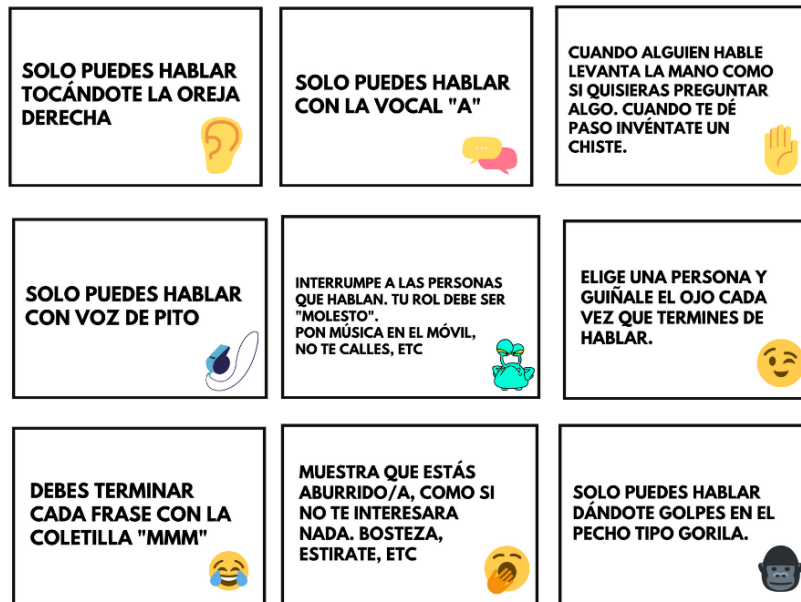 SOLO PUEDES HABLAR
TOCÁNDOTE LA OREJA
DERECHA
SOLO PUEDES HABLAR
CON LA VOCAL "A"
CUANDO ALGUIEN HABLE
LEVANTA LA MANO COMO
SI QUISIERAS PREGUNTAR
ALGO. CUANDO TE DÉ
PASO INVÉNTATE UN
CHISTE.
SOLO PUEDES HABLAR
CON VOZ DE PITO
INTERRUMPE A LAS PERSONAS
QUE HABLAN. TU ROL DEBE SER
"MOLESTO".
PON MÚSICA EN EL MÓVIL,
NO TE CALLES, ETC
ELIGE UNA PERSONA Y
GUIÑALE EL OJO CADA
VEZ QUE TERMINES DE
HABLAR.
DEBES TERMINAR
CADA FRASE CON LA
COLETILLA "MMM"
MUESTRA QUE ESTÁS
ABURRIDO/A, COMO SI
NO TE INTERESARA
NADA. BOSTEZA,
ESTIRATE, ETC
SOLO PUEDES HABLAR
DÁNDOTE GOLPES EN EL
PECHO TIPO GORILA.